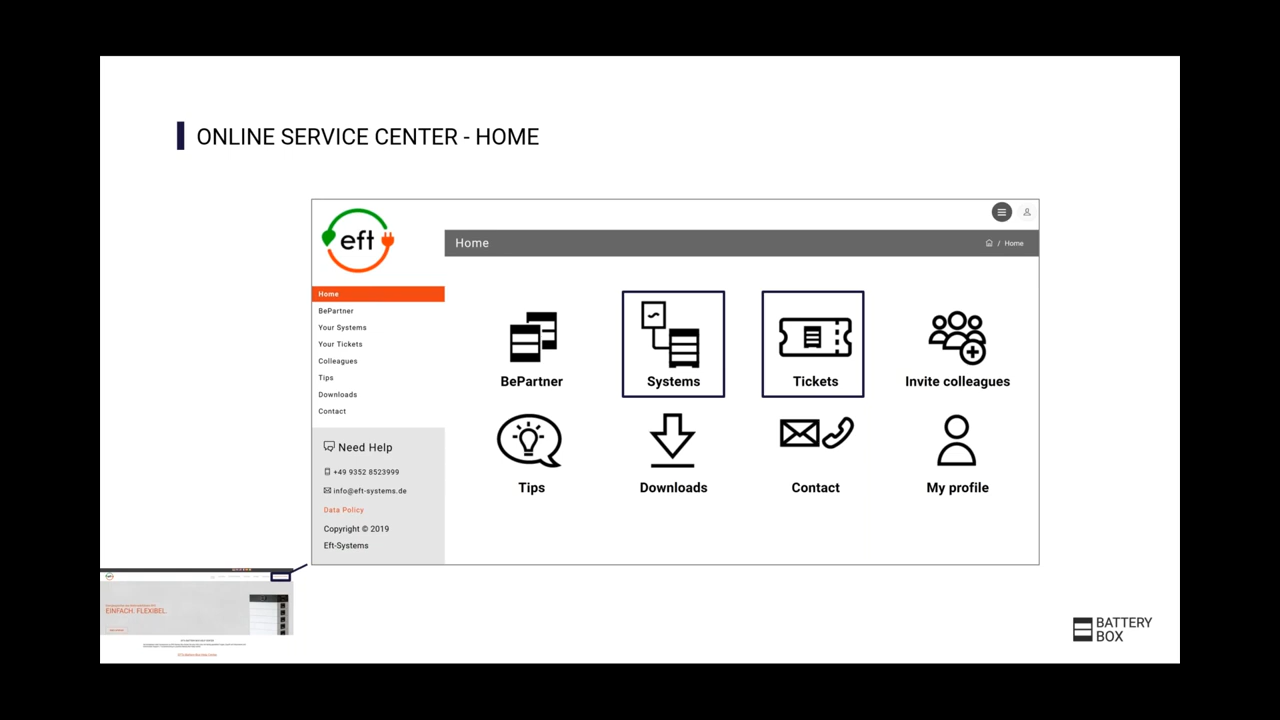 ONLINE SERVICE CENTER - HOME
eft
Home
/ Home
Home
BePartner
Your Systems
Your Tickets
Colleagues
Tips
Downloads
Contact
Need Help
+49 9352 8523999
info@eft-systems.de
Data Policy
Copyright © 2019
Eft-Systems
BePartner
Systems
Tickets
Invite colleagues
Tips
Downloads
Contact
My profile
EINFACH. FLEXIBEL.
BATTERY
BOX